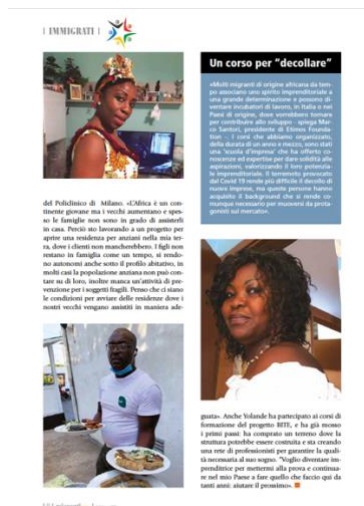 | IMMIGRATI |
del Policlinico di Milano. «L'Africa è un con-
tinente giovane ma i vecchi aumentano e spes-
so le famiglie non sono in grado di assisterli
in casa. Perciò sto lavorando a un progetto per
aprire una residenza per anziani nella mia ter-
ra, dove i clienti non mancherebbero. I figli non
restano in famiglia come un tempo, si rendo-
no autonomi anche sotto il profilo abitativo, in
molti casi la popolazione anziana non può con-
tare su di loro, inoltre manca un'attività di pre-
venzione per i soggetti fragili. Penso che ci siano
le condizioni per avviare delle residenze dove i
nostri vecchi vengano assistiti in maniera ade-
Un corso per "decollare"
«Molti migranti di origine africana da tem-
po associano uno spirito imprenditoriale a
una grande determinazione e possono di-
ventare incubatori di lavoro, in Italia o nei
Paesi di origine, dove vorrebbero tornare
per contribuire allo sviluppo - spiega Mar-
co Santori, presidente di Etimos Founda-
tion - I corsi che abbiamo organizzato,
della durata di un anno e mezzo, sono stati
una 'scuola d'impresa' che ha offerto co-
noscenze ed expertise per dare solidità alle
aspirazioni, valorizzando il loro potenzia-
le imprenditoriale. Il terremoto provocato
dal Covid 19 rende più difficile il decollo di
nuove imprese, ma queste persone hanno
acquisito il background che si rende co-
munque necessario per muoversi da prota-
gonisti sul mercato».
guata». Anche Yolande ha partecipato ai corsi di
formazione del progetto BITE, e ha già mosso
i primi passi: ha comprato un terreno dove la
struttura potrebbe essere costruita e sta creando
una rete di professionisti per garantire la quali-
tà necessaria al suo sogno. "Voglio diventare im-
prenditrice per mettermi alla prova e continua-
re nel mio Paese a fare quello che faccio qui da
tanti anni: aiutare il prossimo».